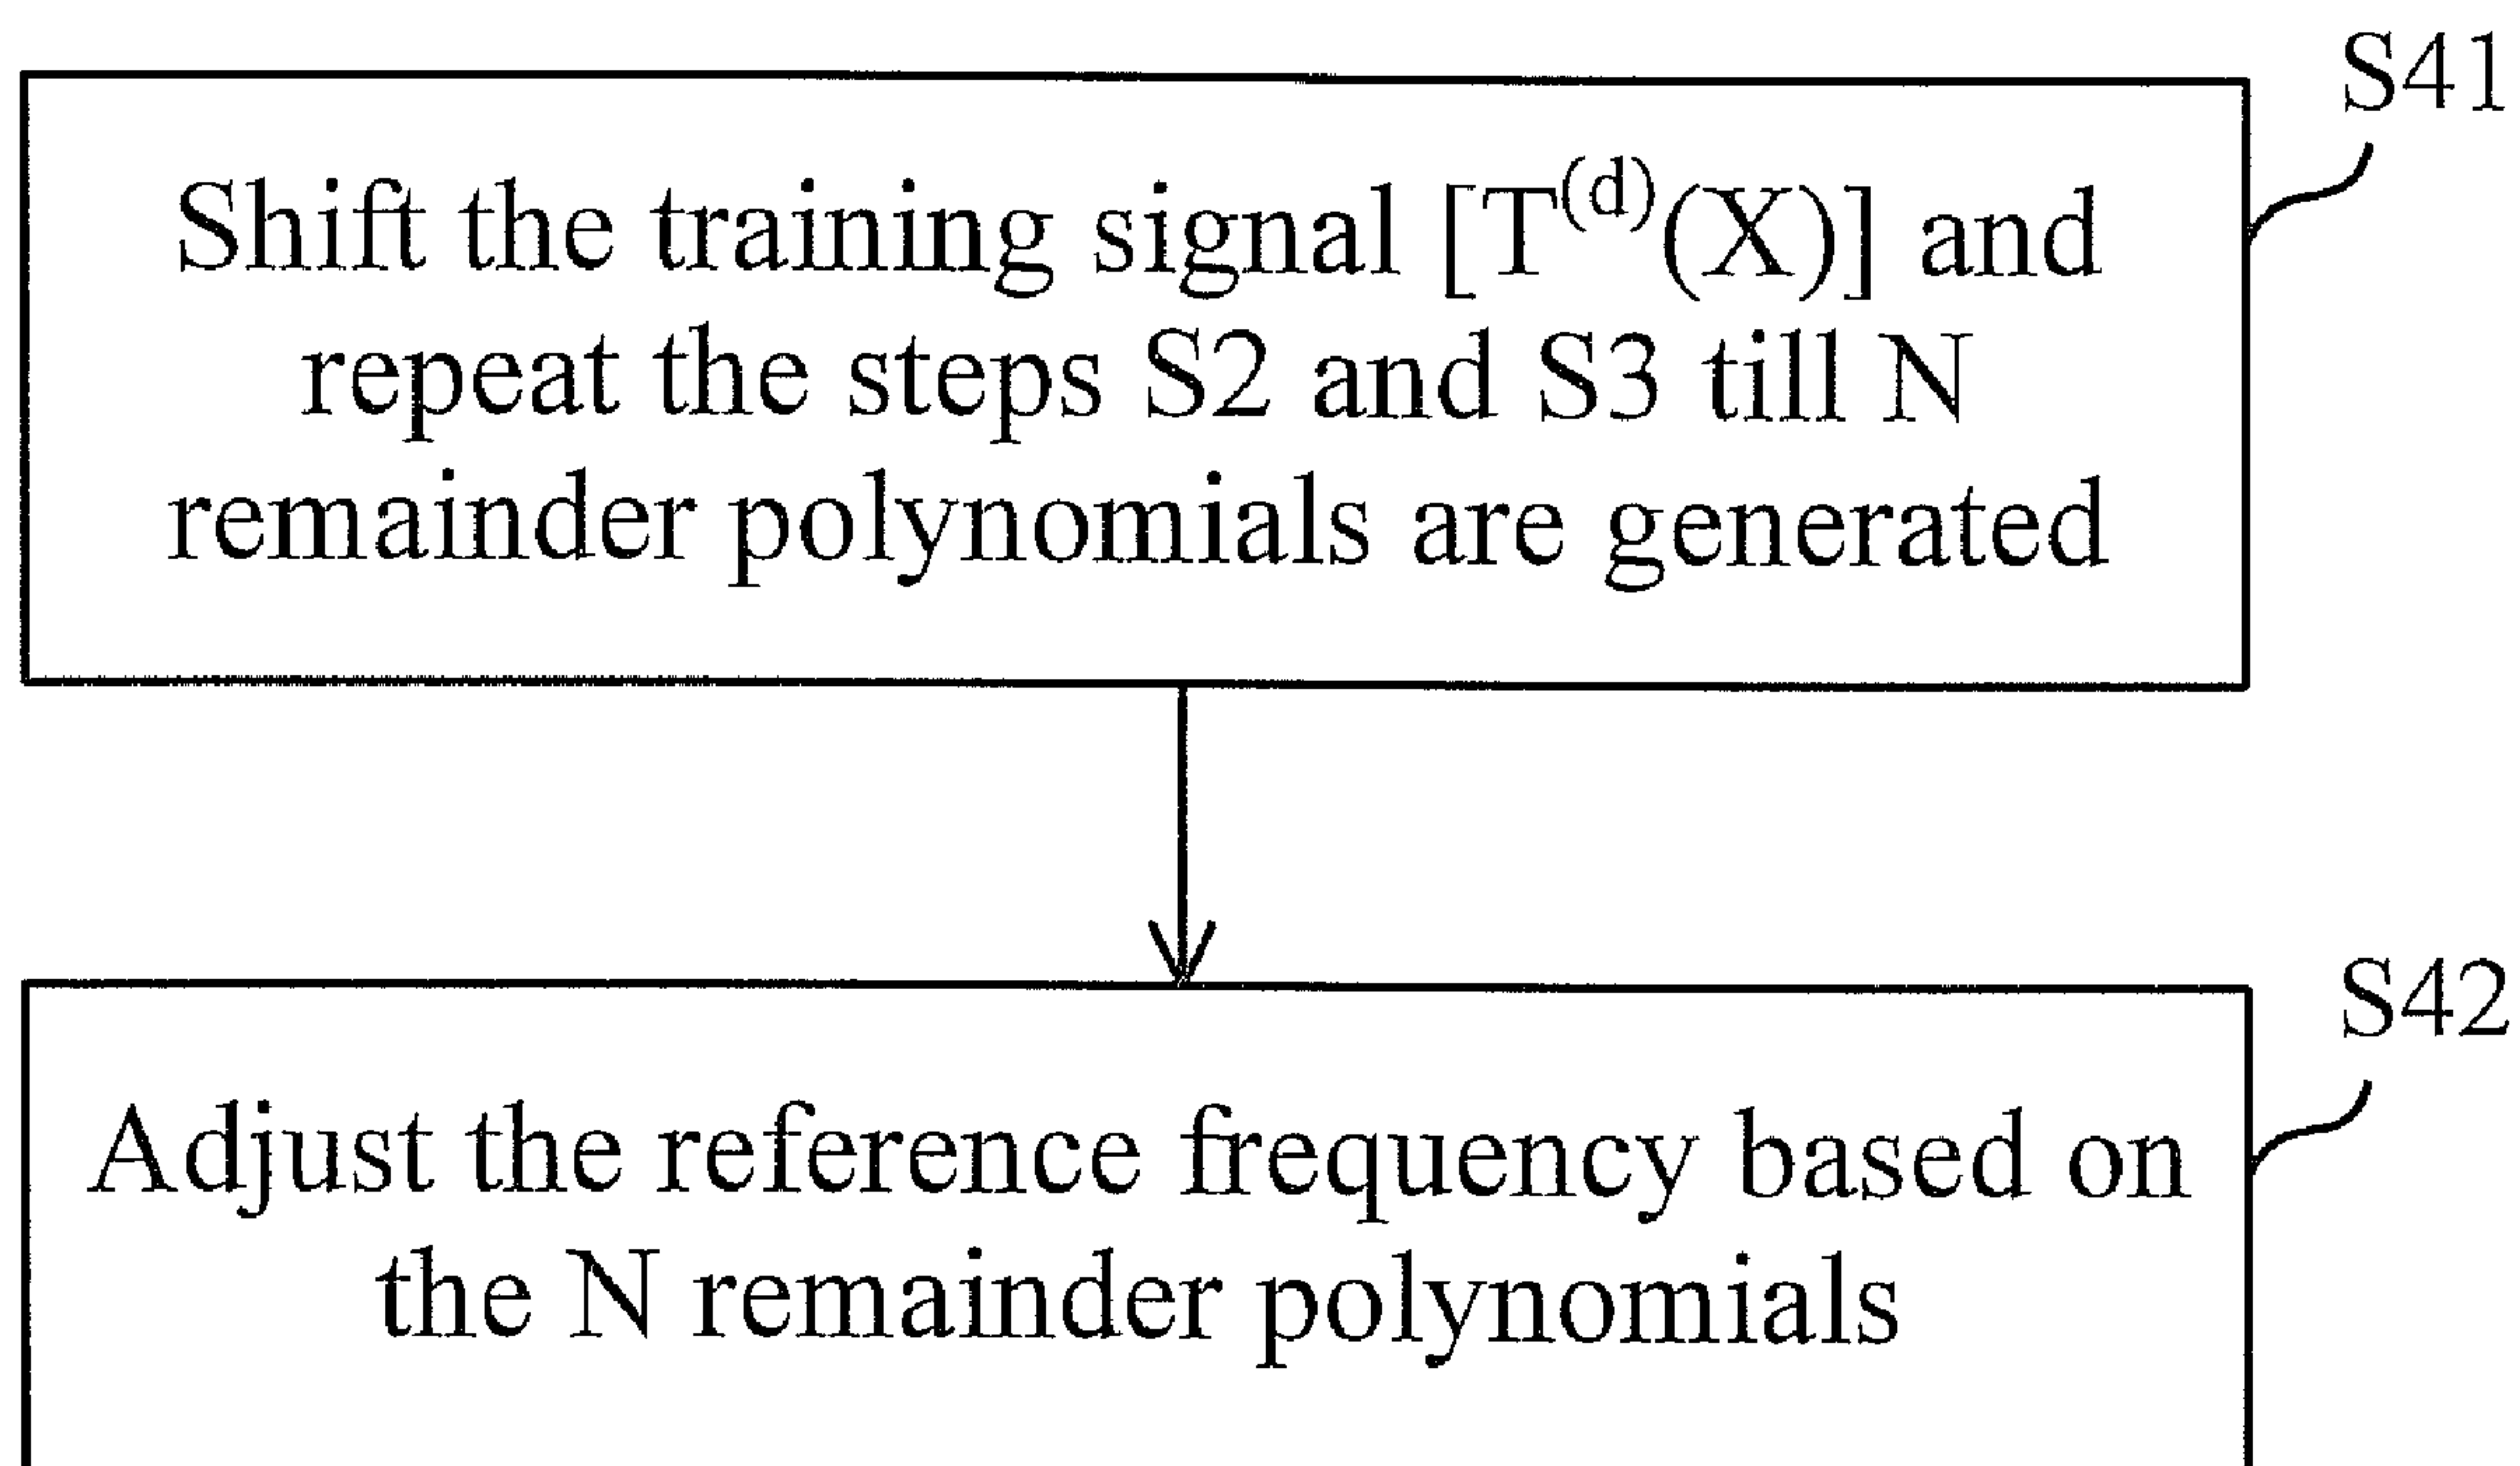 S41
Shift the training signal [T^(d)(X)] and
repeat the steps S2 and S3 till N
remainder polynomials are generated
S42
Adjust the reference frequency based on
the N remainder polynomials